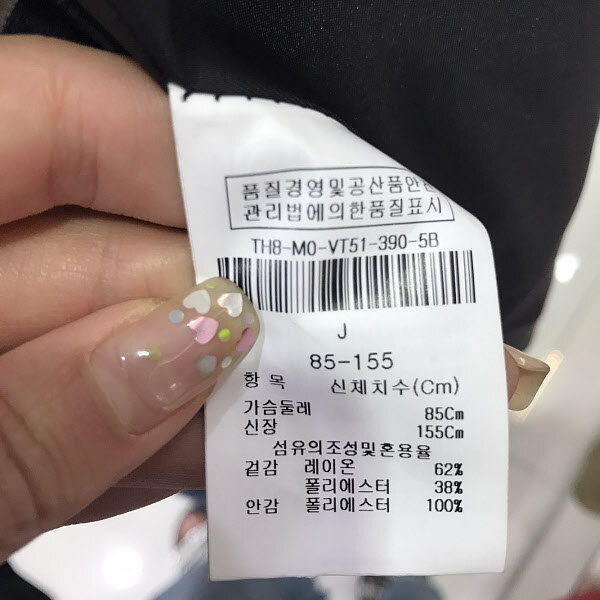 품질경영및공산품안전
관리법에의한품질표시
TH8-MO-VT51-390-5B
J
85-155
항 목 신체치수(Cm)
가슴둘레 85Cm
신장 155Cm
섬유의조성및혼용율
겉감 레이온 62%
폴리에스터 38%
안감 폴리에스터 100%